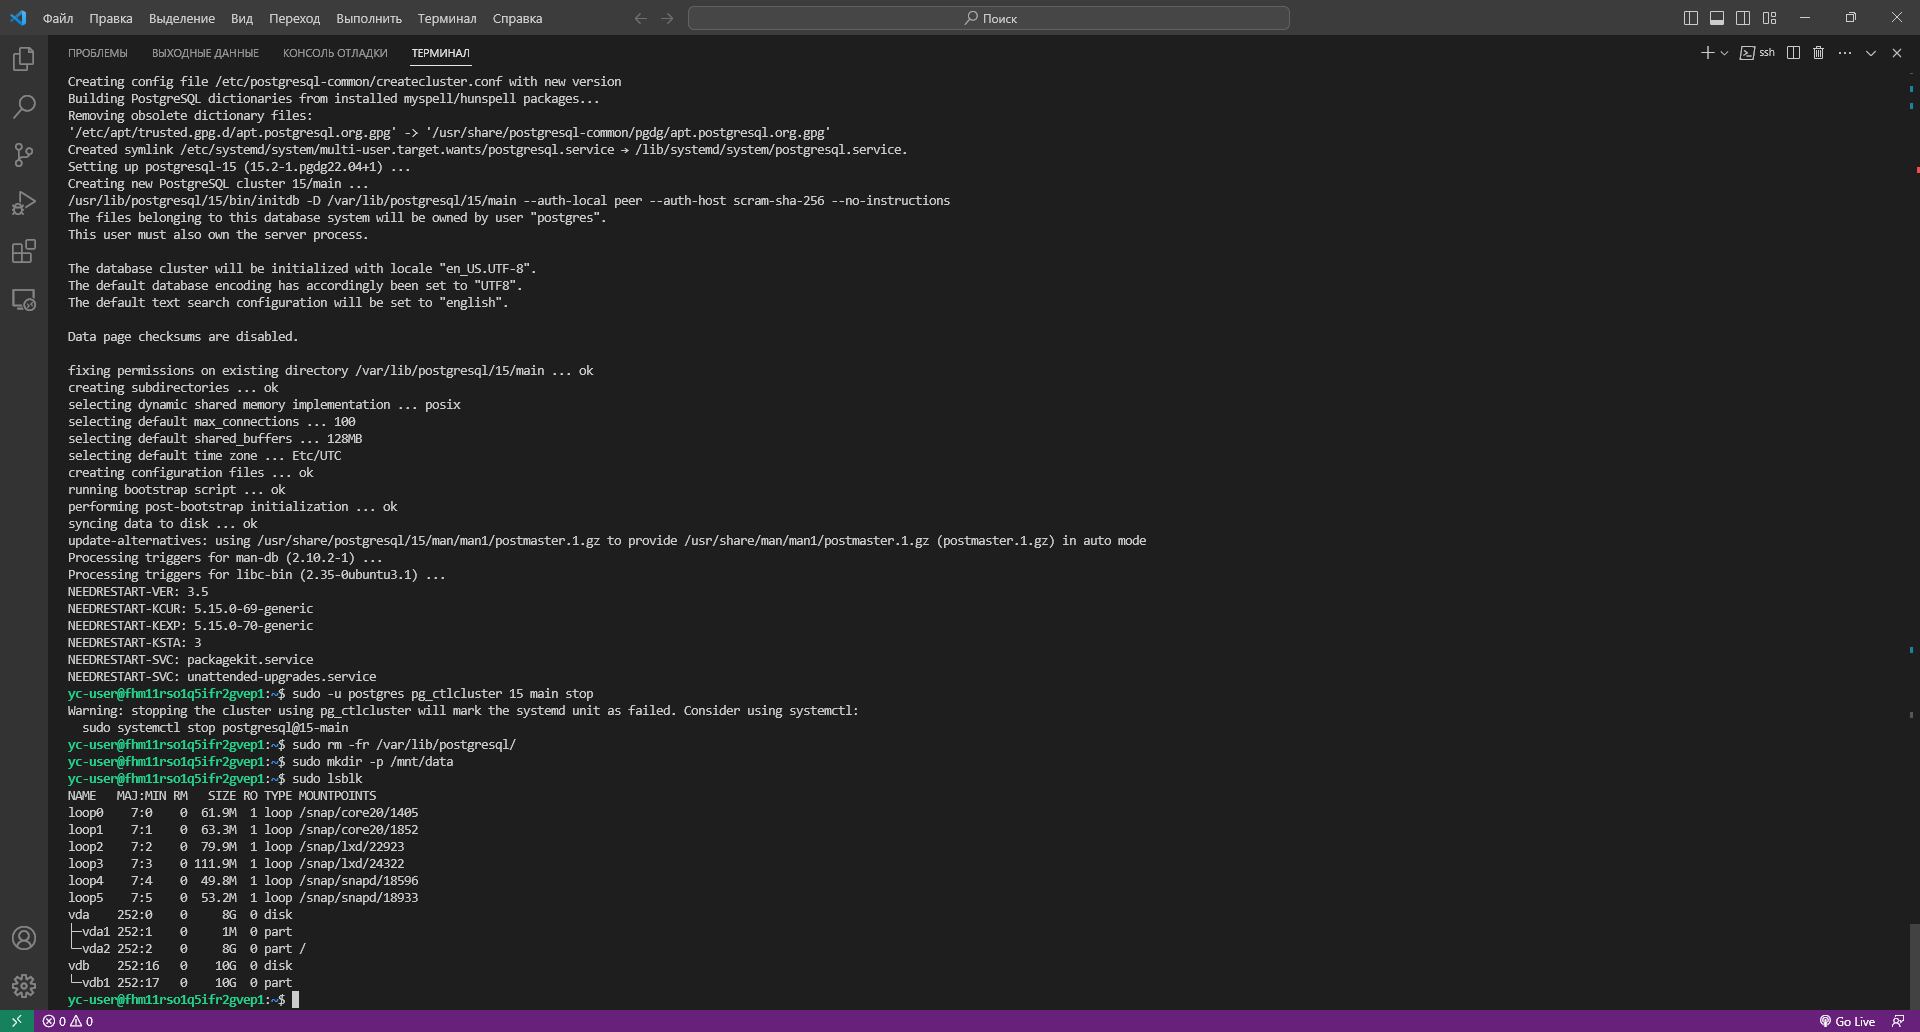 Файл Правка Выделение Вид Переход Выполнить Терминал Справка Поиск
ПРОБЛЕМЫ ВЫХОДНЫЕ ДАННЫЕ КОНСОЛЬ ОТЛАДКИ ТЕРМИНАЛ ssh
Creating config file /etc/postgresql-common/createcluster.conf with new version
Building PostgreSQL dictionaries from installed myspell/hunspell packages...
Removing obsolete dictionary files:
'/etc/apt/trusted.gpg.d/apt.postgresql.org.gpg' -> '/usr/share/postgresql-common/pgdg/apt.postgresql.org.gpg'
Created symlink /etc/systemd/system/multi-user.target.wants/postgresql.service → /lib/systemd/system/postgresql.service.
Setting up postgresql-15 (15.2-1.pgdg22.04+1) ...
Creating new PostgreSQL cluster 15/main ...
/usr/lib/postgresql/15/bin/initdb -D /var/lib/postgresql/15/main --auth-local peer --auth-host scram-sha-256 --no-instructions
The files belonging to this database system will be owned by user "postgres".
This user must also own the server process.

The database cluster will be initialized with locale "en_US.UTF-8".
The default database encoding has accordingly been set to "UTF8".
The default text search configuration will be set to "english".

Data page checksums are disabled.

fixing permissions on existing directory /var/lib/postgresql/15/main ... ok
creating subdirectories ... ok
selecting dynamic shared memory implementation ... posix
selecting default max_connections ... 100
selecting default shared_buffers ... 128MB
selecting default time zone ... Etc/UTC
creating configuration files ... ok
running bootstrap script ... ok
performing post-bootstrap initialization ... ok
syncing data to disk ... ok
update-alternatives: using /usr/share/postgresql/15/man/man1/postmaster.1.gz to provide /usr/share/man/man1/postmaster.1.gz (postmaster.1.gz) in auto mode
Processing triggers for man-db (2.10.2-1) ...
Processing triggers for libc-bin (2.35-0ubuntu3.1) ...
NEEDRESTART-VER: 3.5
NEEDRESTART-KCUR: 5.15.0-69-generic
NEEDRESTART-KEXP: 5.15.0-70-generic
NEEDRESTART-KSTA: 3
NEEDRESTART-SVC: packagekit.service
NEEDRESTART-SVC: unattended-upgrades.service
yc-user@fhm11rso1q5ifr2gvep1:~$ sudo -u postgres pg_ctlcluster 15 main stop
Warning: stopping the cluster using pg_ctlcluster will mark the systemd unit as failed. Consider using systemctl:
  sudo systemctl stop postgresql@15-main
yc-user@fhm11rso1q5ifr2gvep1:~$ sudo rm -fr /var/lib/postgresql/
yc-user@fhm11rso1q5ifr2gvep1:~$ sudo mkdir -p /mnt/data
yc-user@fhm11rso1q5ifr2gvep1:~$ sudo lsblk
NAME   MAJ:MIN RM   SIZE RO TYPE MOUNTPOINTS
loop0    7:0    0  61.9M  1 loop /snap/core20/1405
loop1    7:1    0  63.3M  1 loop /snap/core20/1852
loop2    7:2    0  79.9M  1 loop /snap/lxd/22923
loop3    7:3    0 111.9M  1 loop /snap/lxd/24322
loop4    7:4    0  49.8M  1 loop /snap/snapd/18596
loop5    7:5    0  53.2M  1 loop /snap/snapd/18933
vda    252:0    0     8G  0 disk
├─vda1 252:1    0     1M  0 part
└─vda2 252:2    0     8G  0 part /
vdb    252:16   0    10G  0 disk
└─vdb1 252:17   0    10G  0 part
yc-user@fhm11rso1q5ifr2gvep1:~$
0 0 Go Live